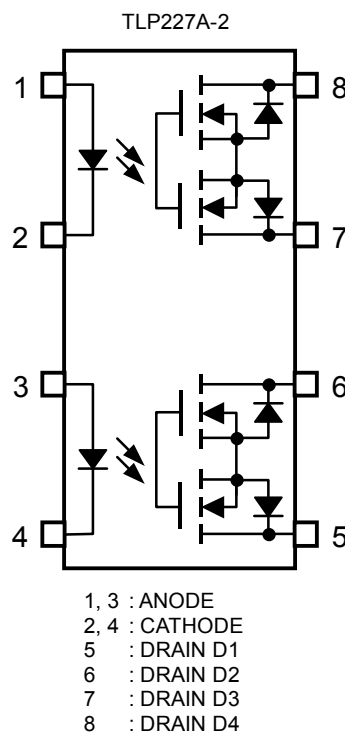 TLP227A-2
1 8
2 7
3 6
4 5
1, 3 : ANODE
2, 4 : CATHODE
5 : DRAIN D1
6 : DRAIN D2
7 : DRAIN D3
8 : DRAIN D4